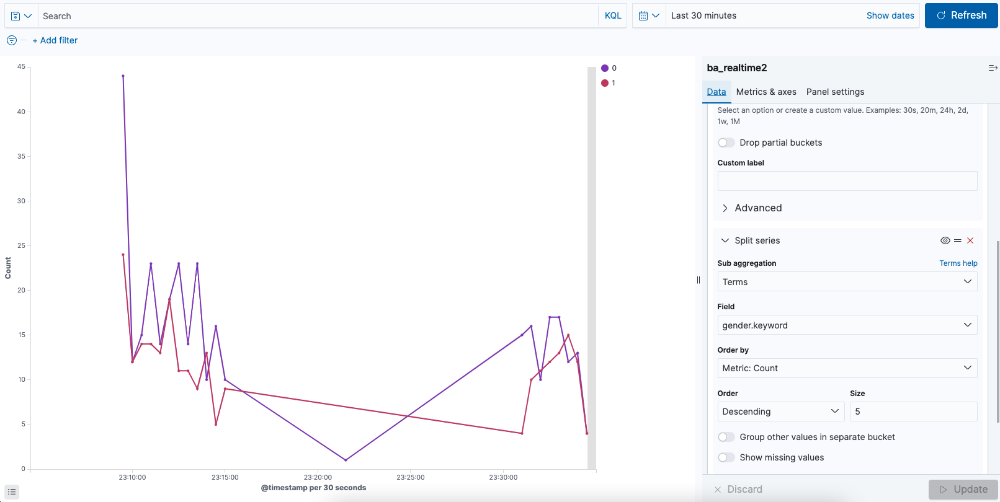 Search
KQL
Last 30 minutes
Show dates
Refresh
+ Add filter
45
40
35
30
25
20
15
10
5
0
Count
23:10:00
23:15:00
23:20:00
23:25:00
23:30:00
@timestamp per 30 seconds
0
1
ba_realtime2
Data
Metrics & axes
Panel settings
Select an option or create a custom value. Examples: 30s, 20m, 24h, 2d,
1w, 1M
Drop partial buckets
Custom label
Advanced
Split series
Sub aggregation
Terms help
Terms
Field
gender.keyword
Order by
Metric: Count
Order
Size
Descending
5
Group other values in separate bucket
Show missing values
Discard
Update